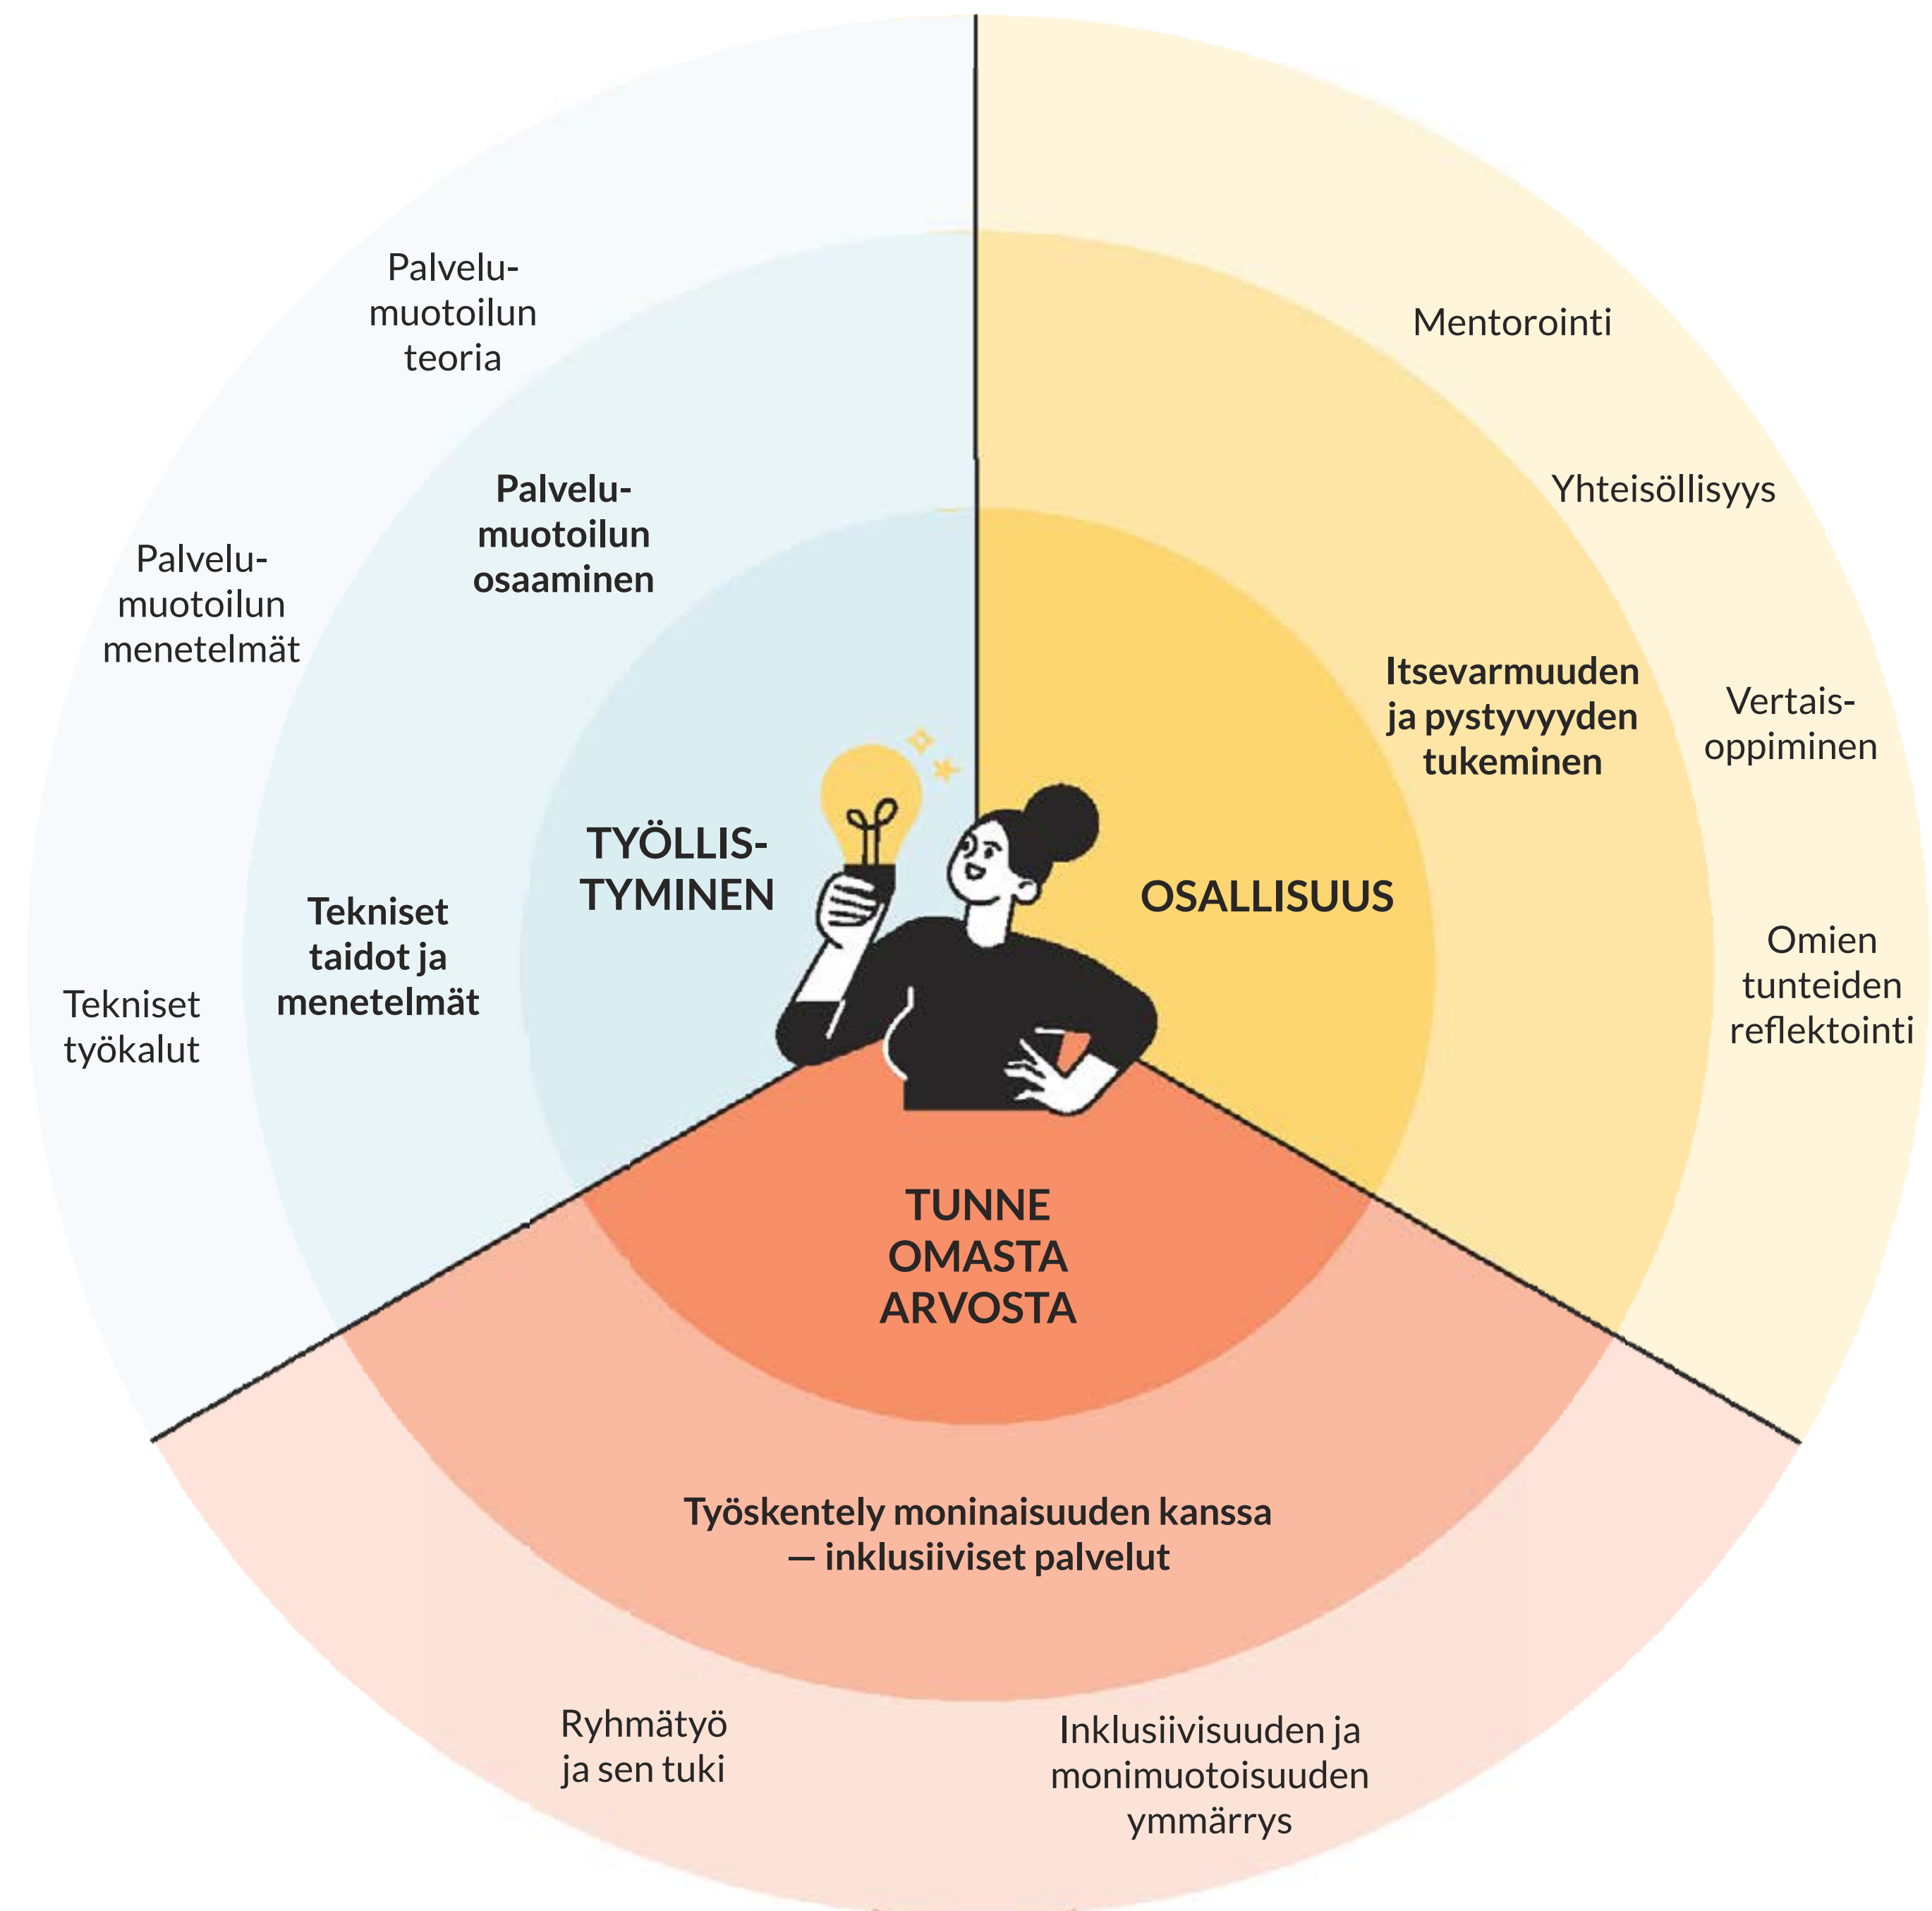 Palvelu-
muotoilun
teoria
Palvelu-
muotoilun
menetelmät
Tekniset
työkalut
Palvelu-
muotoilun
osaaminen
Tekniset
taidot ja
menetelmät
TYÖLLIS-
TYMINEN
OSALLISUUS
Itsevarmuuden
ja pystyvyyden
tukeminen
Mentorointi
Yhteisöllisyys
Vertais-
oppiminen
Omien
tunteiden
reflektointi
TUNNE
OMASTA
ARVOSTA
Työskentely moninaisuuden kanssa
— inklusiiviset palvelut
Ryhmätyö
ja sen tuki
Inklusiivisuuden ja
monimuotoisuuden
ymmärrys